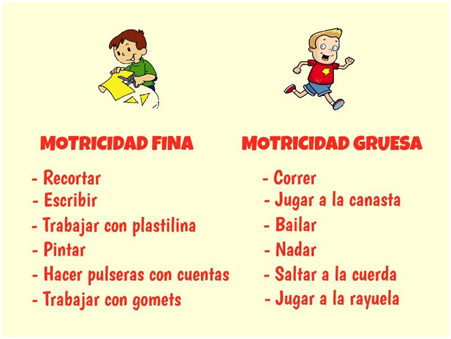 MOTRICIDAD FINA
- Recortar
- Escribir
- Trabajar con plastilina
- Pintar
- Hacer pulseras con cuentas
- Trabajar con gomets
MOTRICIDAD GRUESA
- Correr
- Jugar a la canasta
- Bailar
- Nadar
- Saltar a la cuerda
- Jugar a la rayuela